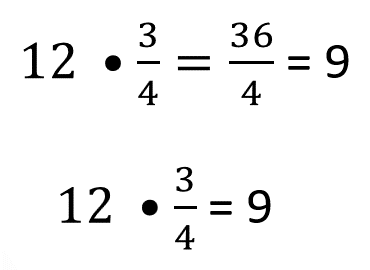 12 • 3/4 = 36/4 = 9
12 • 3/4 = 9